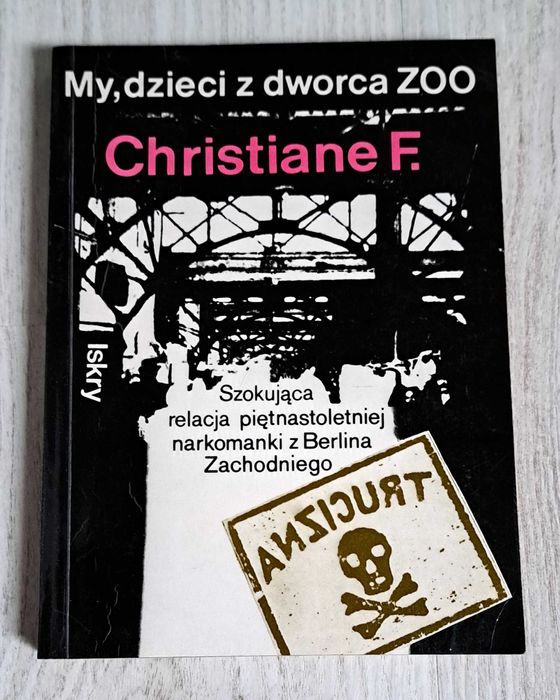 My, dzieci z dworca ZOO
Christiane F.
Iskry
Szokująca
relacja piętnastoletniej
narkomanki z Berlina
Zachodniego
TRUCIZNA